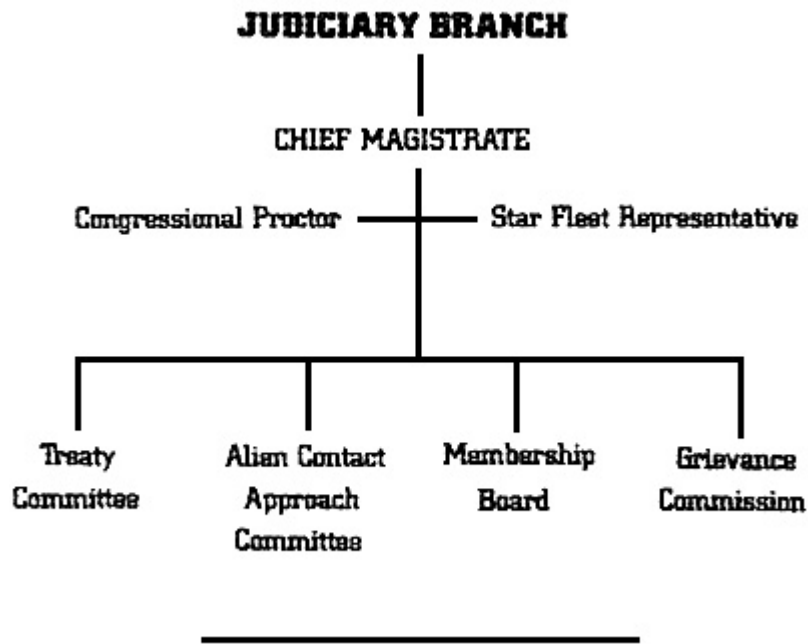 JUDICIARY BRANCH
CHIEF MAGISTRATE
Congressional Proctor
Star Fleet Representative
Treaty
Committee
Alien Contact
Approach
Committee
Membership
Board
Grievance
Commission